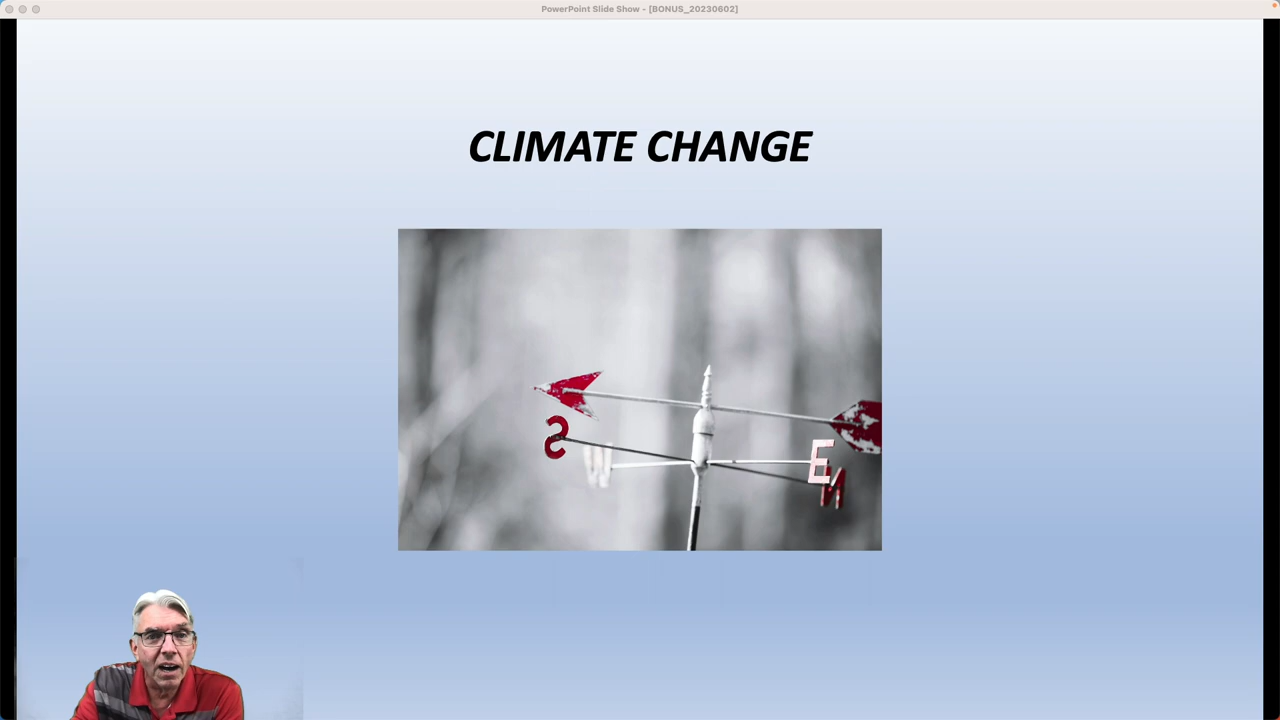 PowerPoint Slide Show - [BONUS_20230602]
CLIMATE CHANGE
S
W
E
N